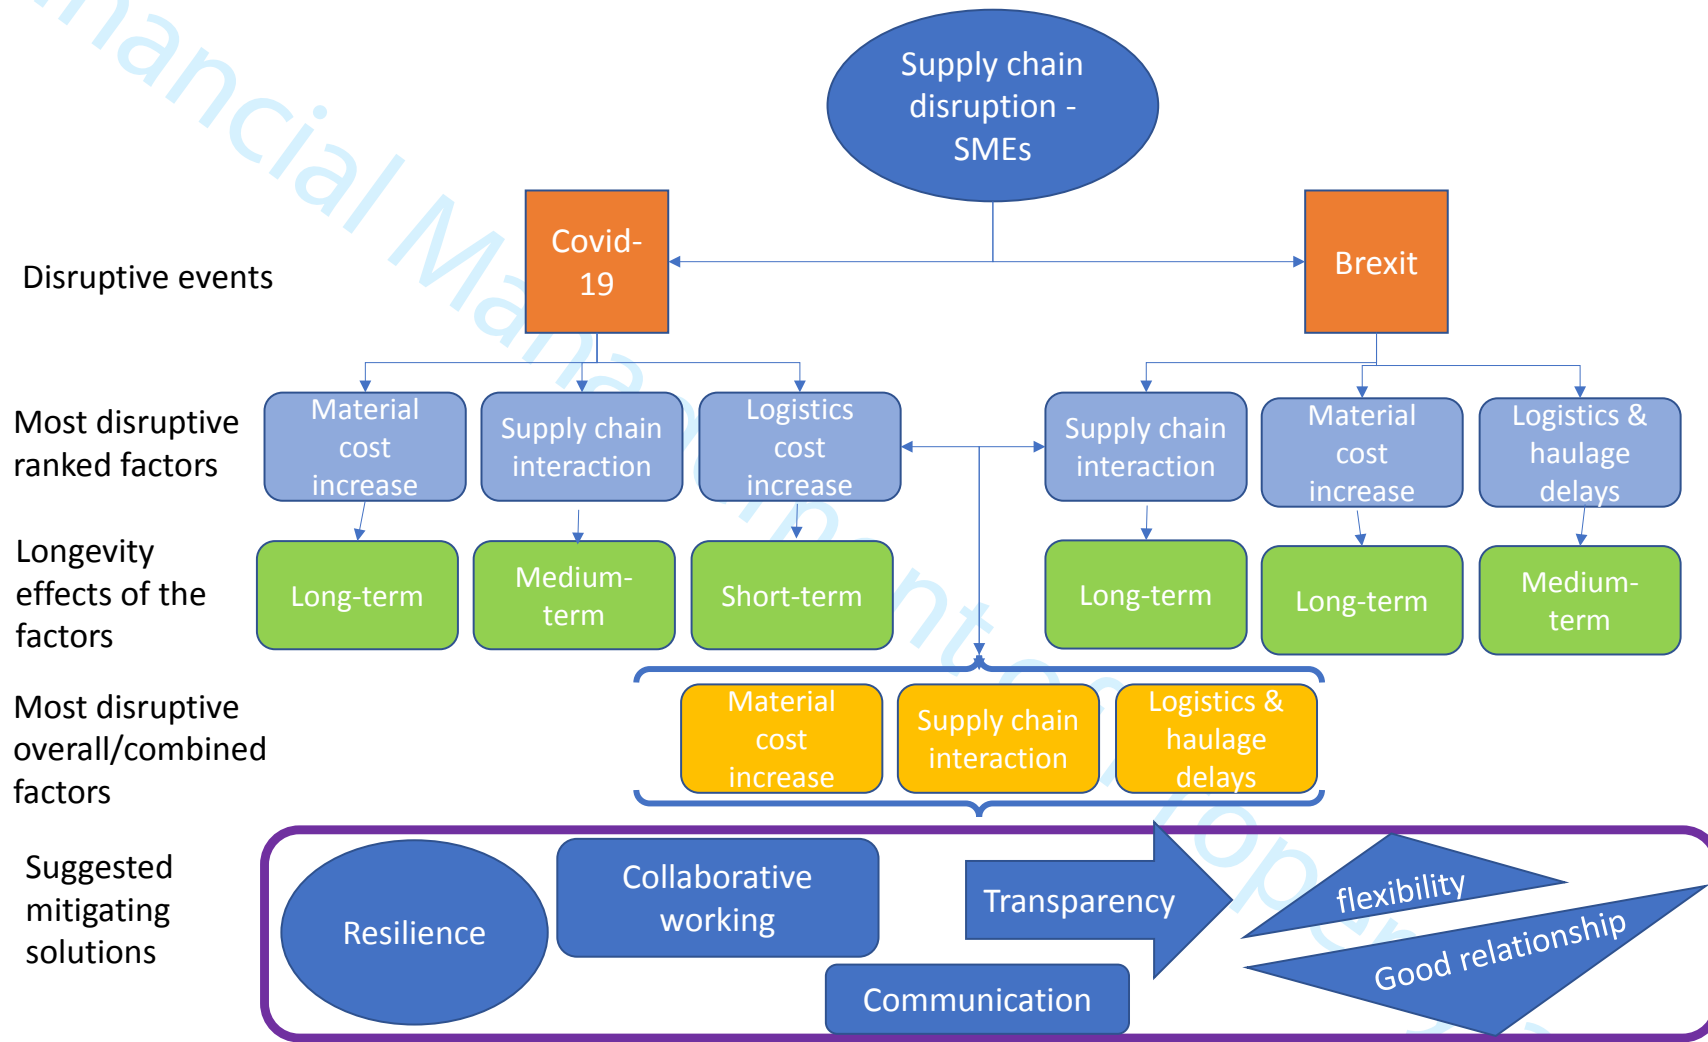 Supply chain
disruption -
SMEs
Disruptive events
Covid-
19
Brexit
Most disruptive
ranked factors
Material
cost
increase
Supply chain
interaction
Logistics
cost
increase
Supply chain
interaction
Material
cost
increase
Logistics &
haulage
delays
Longevity
effects of the
factors
Long-term
Medium-
term
Short-term
Long-term
Long-term
Medium-
term
Most disruptive
overall/combined
factors
Material
cost
increase
Supply chain
interaction
Logistics &
haulage
delays
Suggested
mitigating
solutions
Resilience
Collaborative
working
Communication
Transparency
flexibility
Good relationship